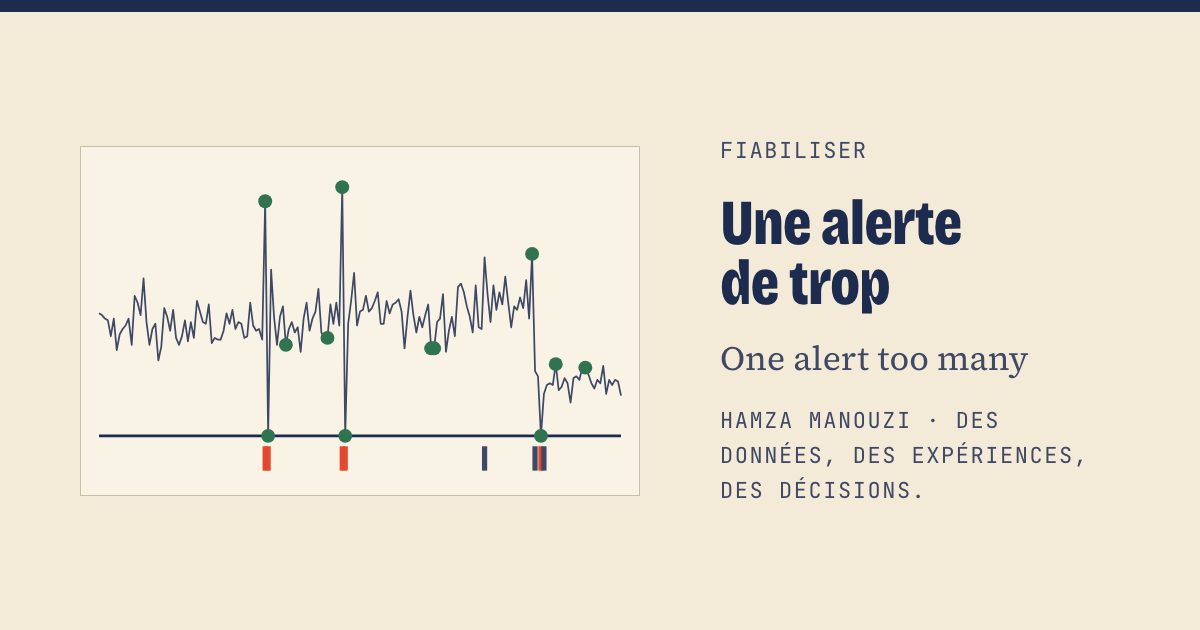 FIABILISER
Une alerte
de trop
One alert too many
HAMZA MANOUZI · DES
DONNÉES, DES EXPÉRIENCES,
DES DÉCISIONS.